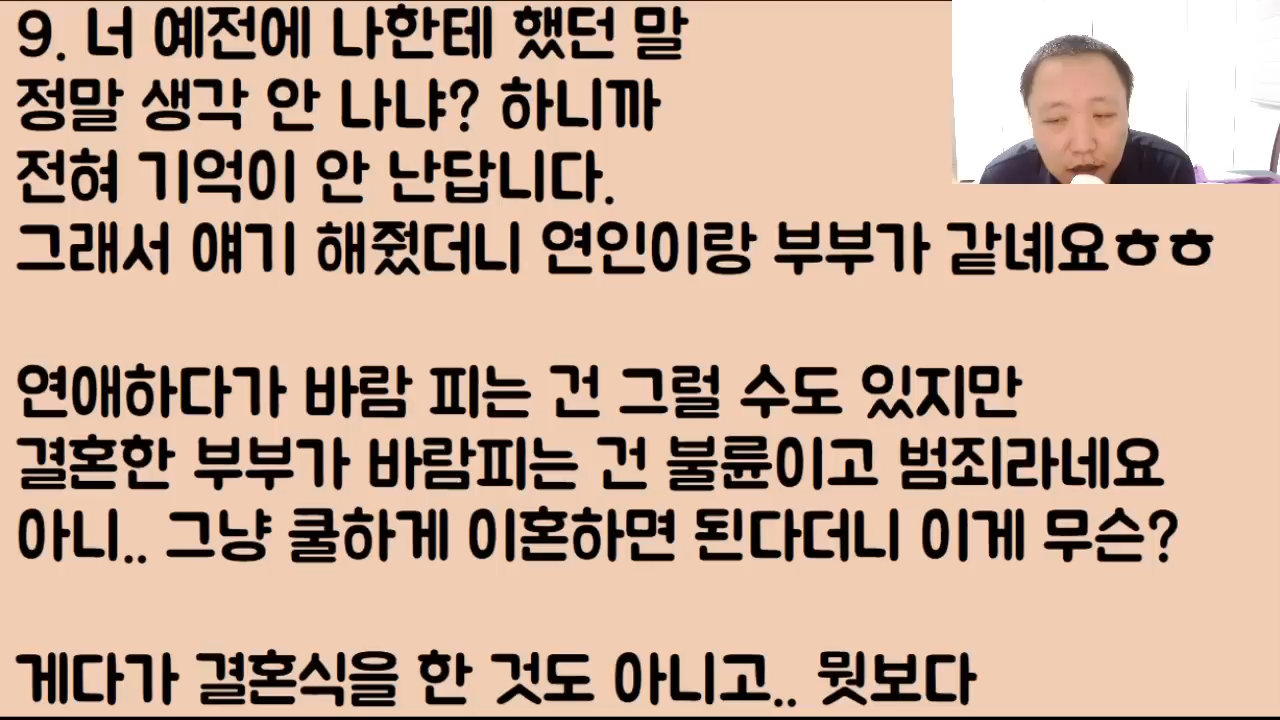 9. 너 예전에 나한테 했던 말
정말 생각 안 나냐? 하니까
전혀 기억이 안 난답니다.
그래서 얘기 해줬더니 연인이랑 부부가 같녜요ㅎㅎ
연애하다가 바람 피는 건 그럴 수도 있지만
결혼한 부부가 바람피는 건 불륜이고 범죄라네요
아니.. 그냥 쿨하게 이혼하면 된다더니 이게 무슨?
게다가 결혼식을 한 것도 아니고.. 뭣보다